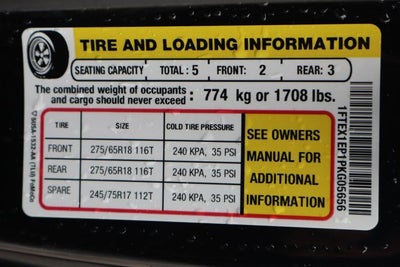 TIRE AND LOADING INFORMATION
SEATING CAPACITY TOTAL : 5 FRONT: 2 REAR: 3
The combined weight of occupants
and cargo should never exceed : 774 kg or 1708 lbs.
TIRE SIZE COLD TIRE PRESSURE
FRONT 275/65R18 116T 240 KPA, 35 PSI
REAR 275/65R18 116T 240 KPA, 35 PSI
SPARE 245/75R17 112T 240 KPA, 35 PSI
SEE OWNERS
MANUAL FOR
ADDITIONAL
INFORMATION
1FTEX1EP1PKG05656